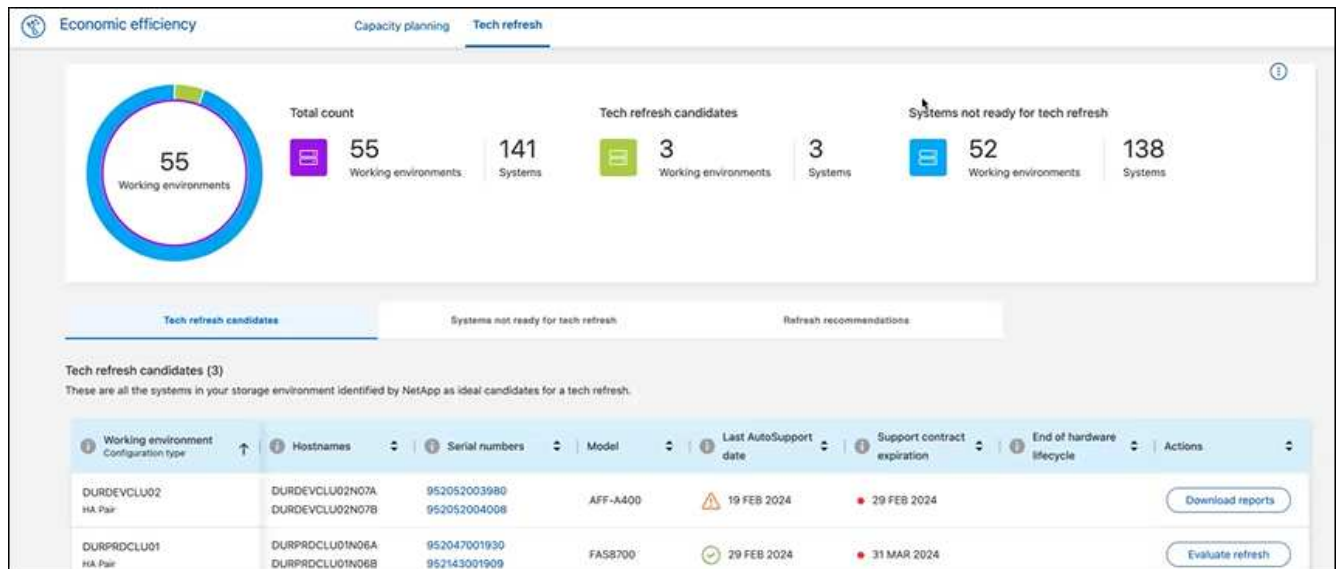 Economic efficiency
Capacity planning
Tech refresh
55
Working environments
Total count
55
Working environments
141
Systems
Tech refresh candidates
3
Working environments
3
Systems
Systems not ready for tech refresh
52
Working environments
138
Systems
Tech refresh candidates
Systems not ready for tech refresh
Refresh recommendations
Tech refresh candidates (3)
These are all the systems in your storage environment identified by NetApp as ideal candidates for a tech refresh.
Working environment
Configuration type
Hostnames
Serial numbers
Model
Last AutoSupport
date
Support contract
expiration
End of hardware
lifecycle
Actions
DURDEVCLU02
HA Pair
DURDEVCLU02N07A
DURDEVCLU02N07B
952052003980
952052004008
AFF-A400
19 FEB 2024
29 FEB 2024
Download reports
DURPRDCLU01
HA Pair
DURPRDCLU01N06A
DURPRDCLU01N06B
952047001930
952143001909
FAS8700
29 FEB 2024
31 MAR 2024
Evaluate refresh